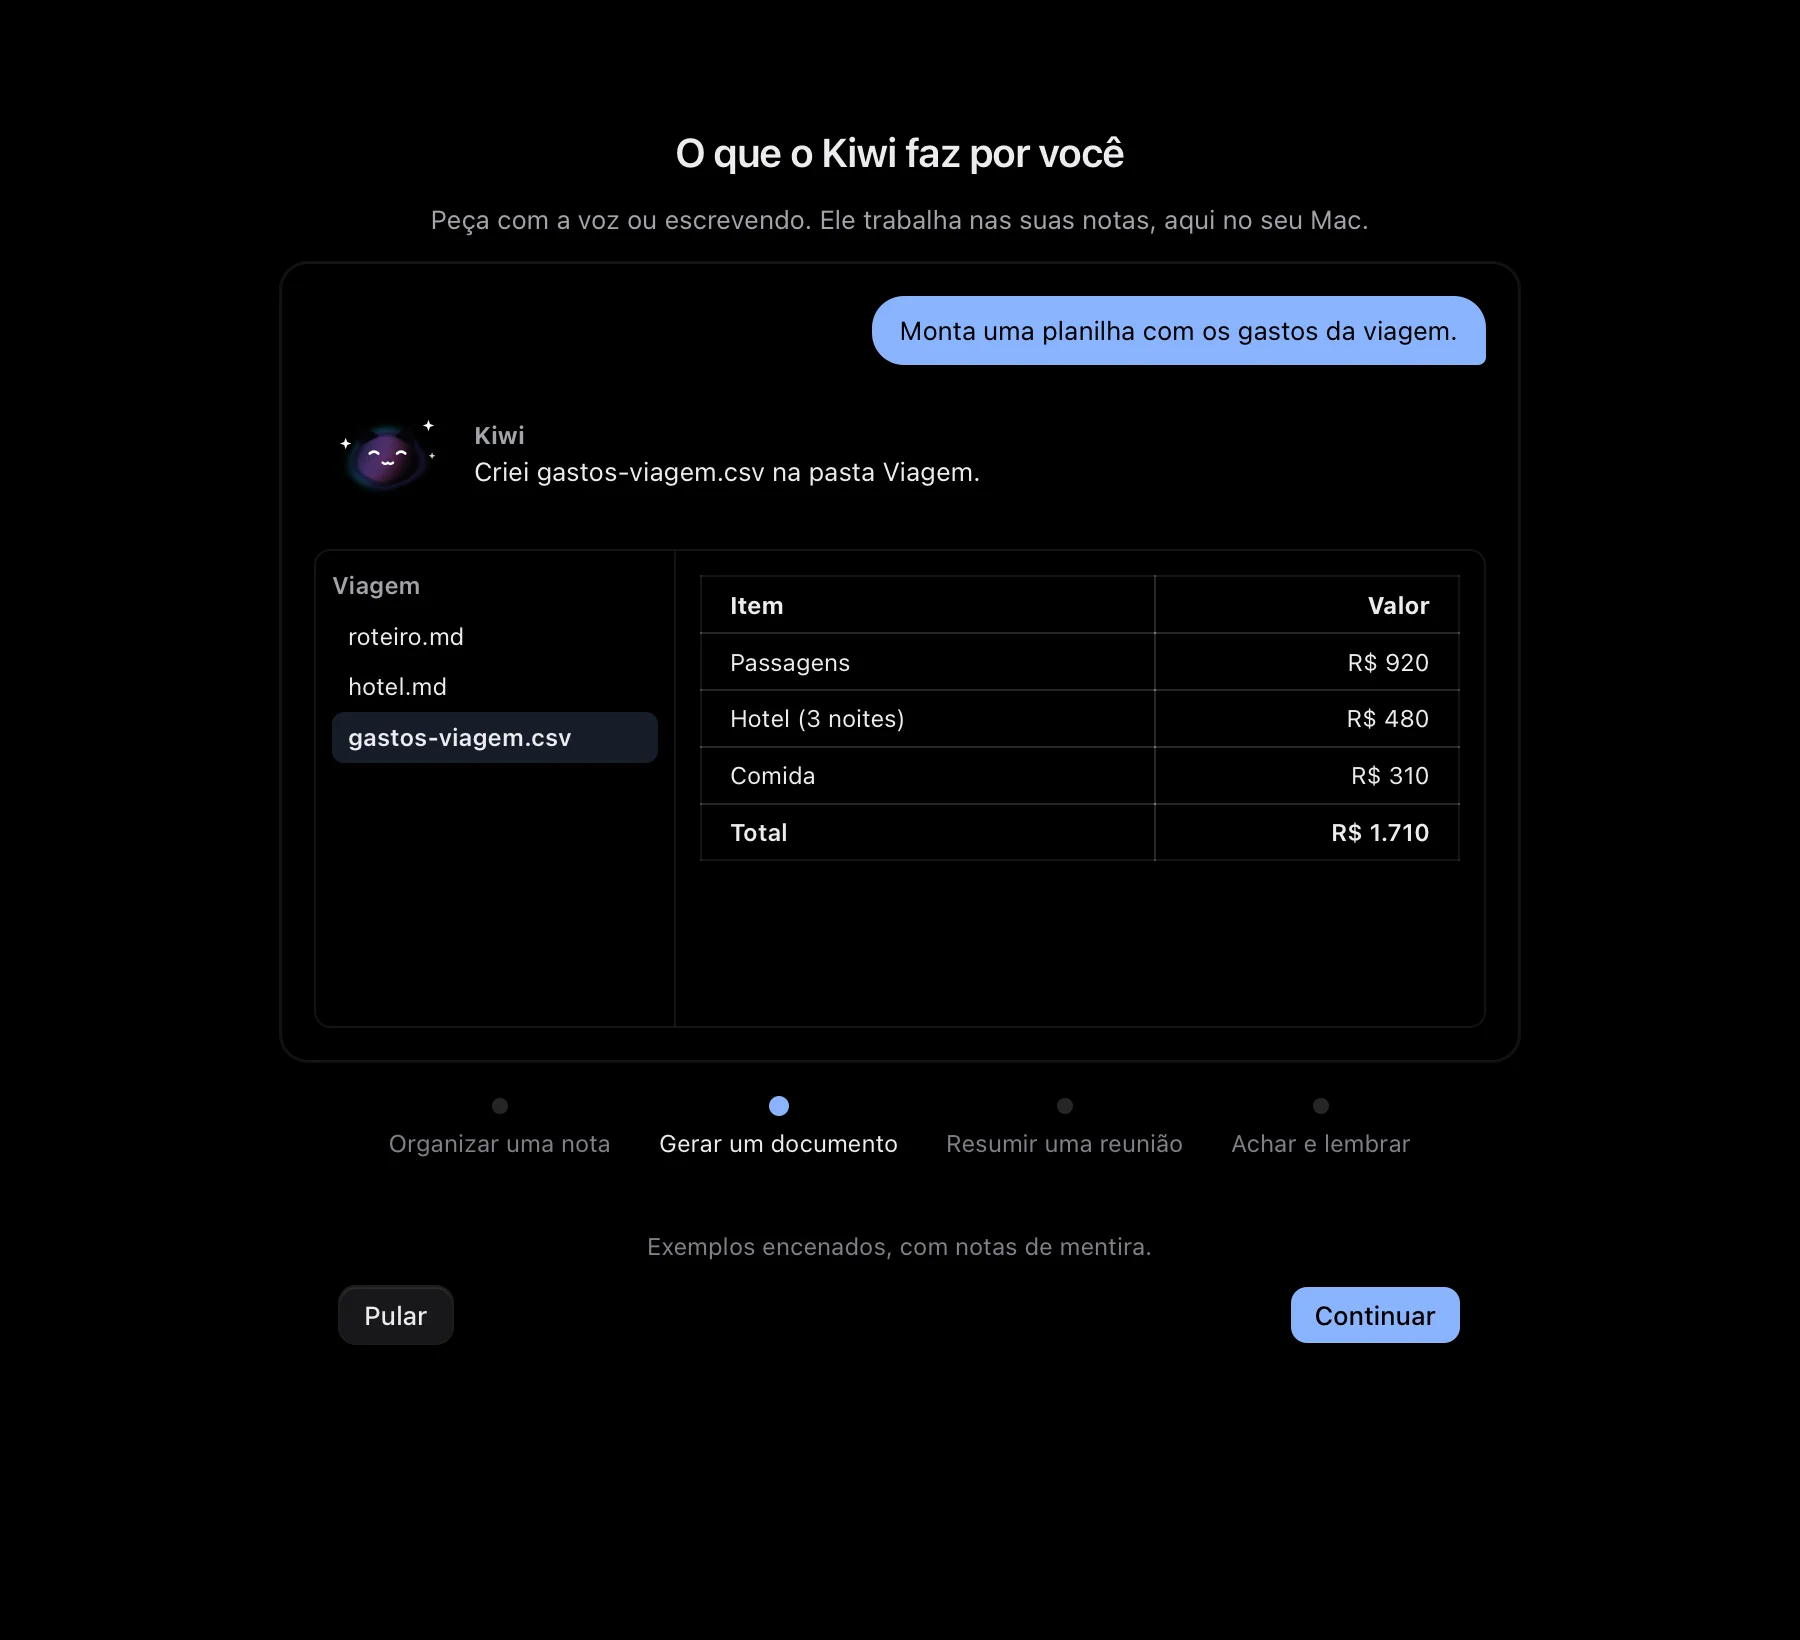 O que o Kiwi faz por você
Peça com a voz ou escrevendo. Ele trabalha nas suas notas, aqui no seu Mac.
Monta uma planilha com os gastos da viagem.
Kiwi
Criei gastos-viagem.csv na pasta Viagem.
Viagem
roteiro.md
hotel.md
gastos-viagem.csv
Item Valor
Passagens R$ 920
Hotel (3 noites) R$ 480
Comida R$ 310
Total R$ 1.710
Organizar uma nota
Gerar um documento
Resumir uma reunião
Achar e lembrar
Exemplos encenados, com notas de mentira.
Pular
Continuar